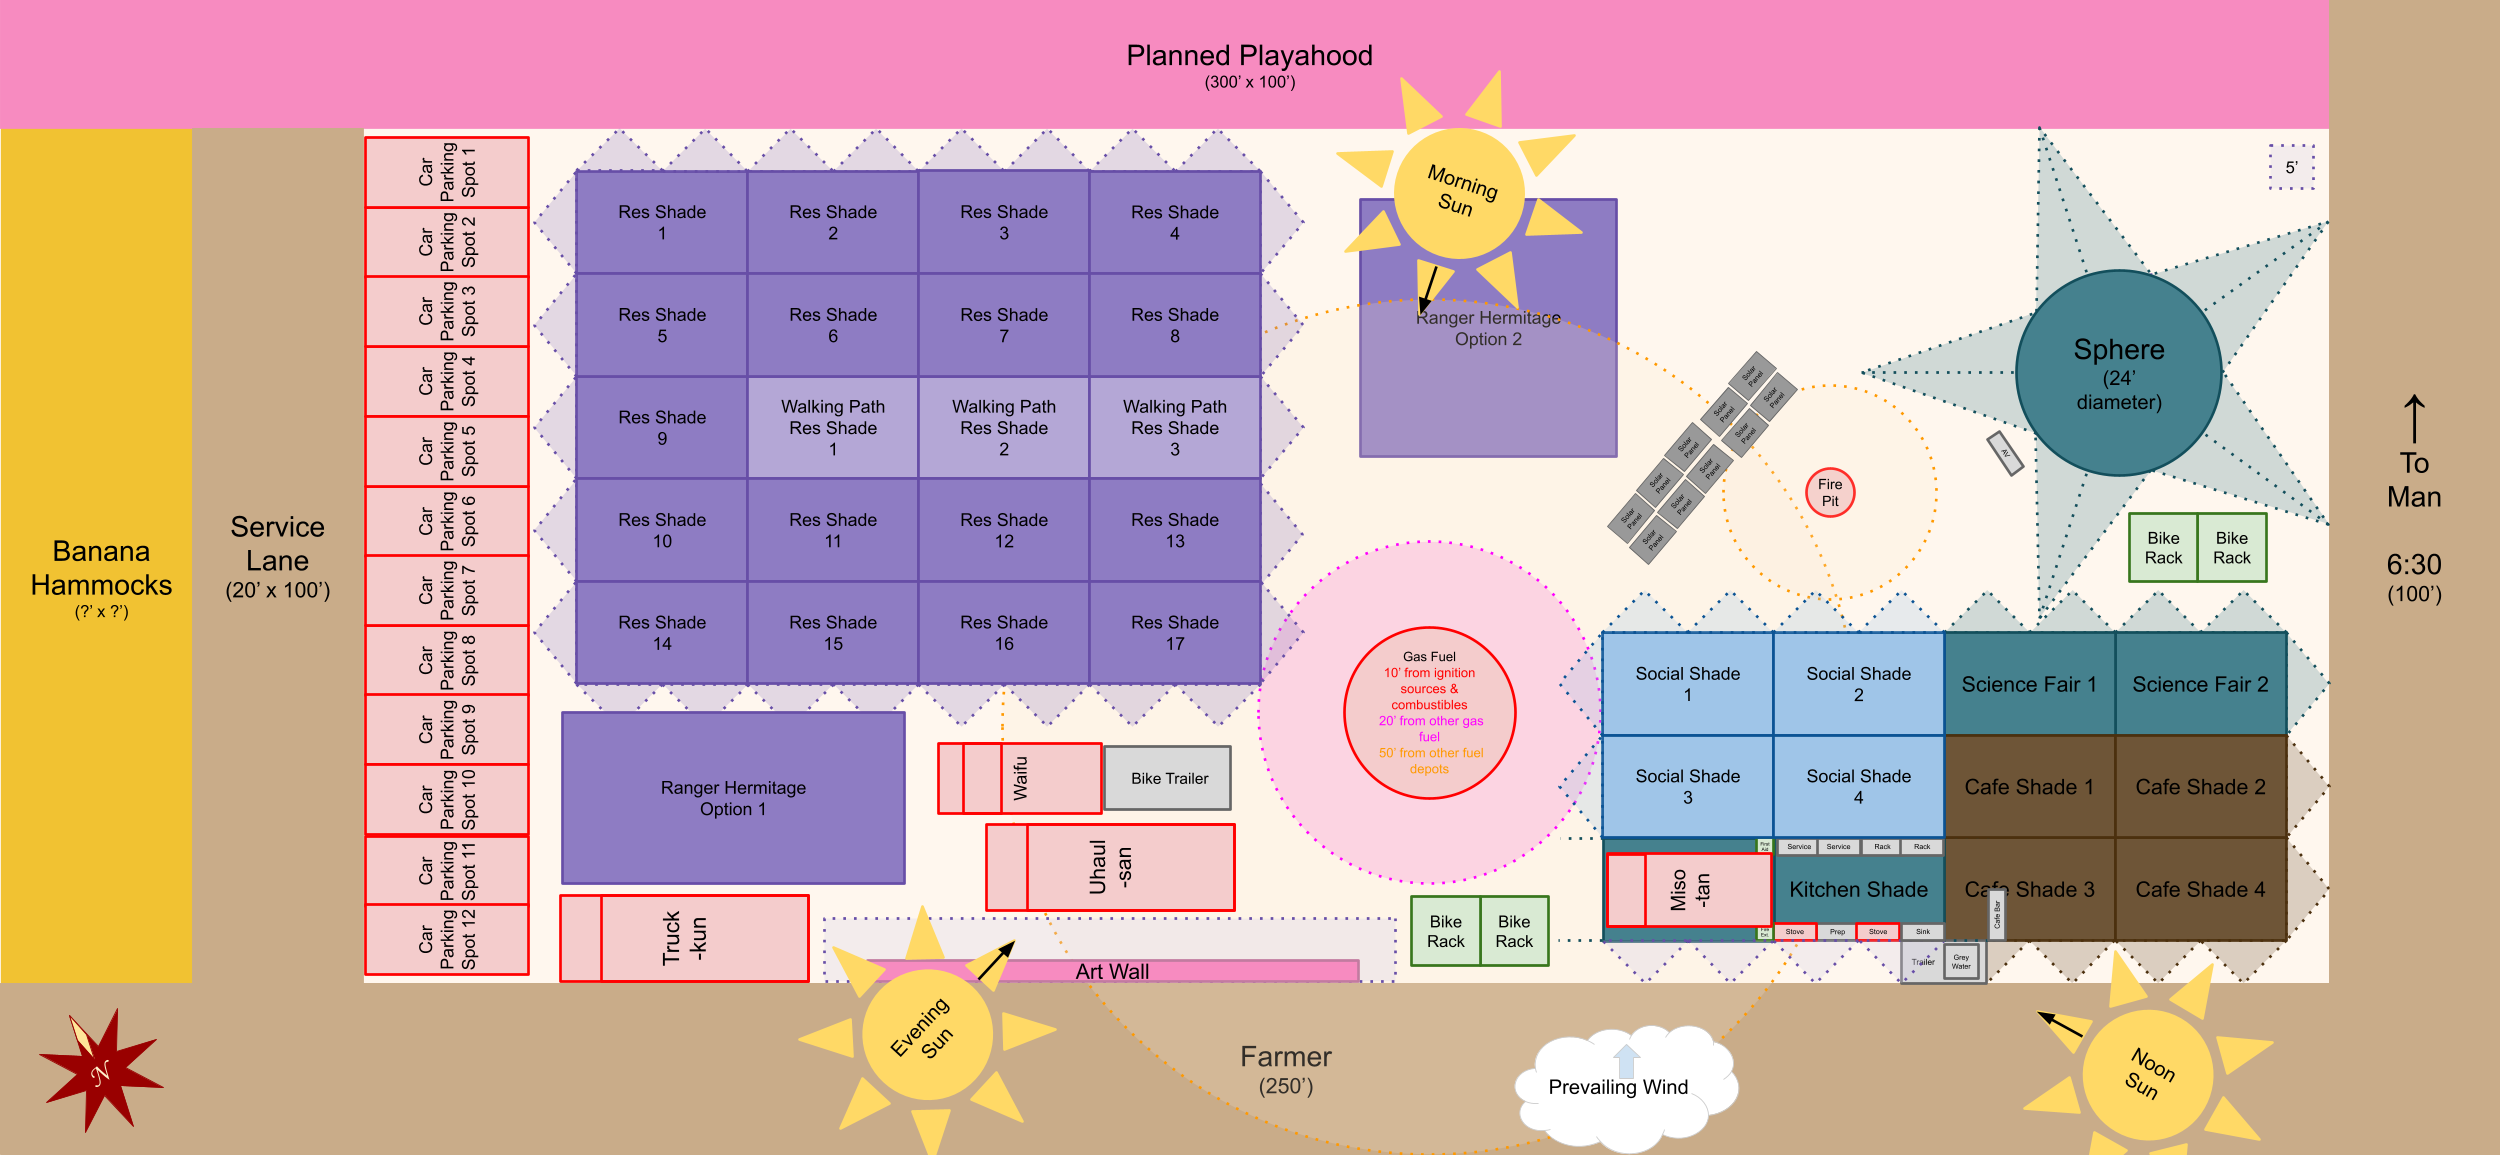 Planned Playahood
(300’ x 100’)
Morning
Sun
5’
Car
Parking
Spot 1
Car
Parking
Spot 2
Car
Parking
Spot 3
Car
Parking
Spot 4
Car
Parking
Spot 5
Car
Parking
Spot 6
Car
Parking
Spot 7
Car
Parking
Spot 8
Car
Parking
Spot 9
Car
Parking
Spot 10
Car
Parking
Spot 11
Car
Parking
Spot 12
Banana
Hammocks
(?’ x ?’)
Service
Lane
(20’ x 100’)
Res Shade
1
Res Shade
2
Res Shade
3
Res Shade
4
Res Shade
5
Res Shade
6
Res Shade
7
Res Shade
8
Res Shade
9
Walking Path
Res Shade
1
Walking Path
Res Shade
2
Walking Path
Res Shade
3
Res Shade
10
Res Shade
11
Res Shade
12
Res Shade
13
Res Shade
14
Res Shade
15
Res Shade
16
Res Shade
17
Ranger Hermitage
Option 2
Solar
Panel
Solar
Panel
Solar
Panel
Solar
Panel
Solar
Panel
Solar
Panel
Solar
Panel
Solar
Panel
Solar
Panel
Solar
Panel
Fire
Pit
Sphere
(24’
diameter)
AV
Bike
Rack
Bike
Rack
To
Man
6:30
(100’)
Gas Fuel
10’ from ignition
sources &
combustibles
20’ from other gas
fuel
50’ from other fuel
depots
Social Shade
1
Social Shade
2
Science Fair 1
Science Fair 2
Social Shade
3
Social Shade
4
Cafe Shade 1
Cafe Shade 2
First
Aid
Service
Service
Rack
Rack
Miso
-tan
Kitchen Shade
Cafe Shade 3
Cafe Shade 4
Cafe Bar
Fire
Ext.
Stove
Prep
Stove
Sink
Trailer
Grey
Water
Ranger Hermitage
Option 1
Waifu
Bike Trailer
Uhaul
-san
Truck
-kun
Bike
Rack
Bike
Rack
Art Wall
Evening
Sun
Farmer
(250’)
Prevailing Wind
Noon
Sun
N